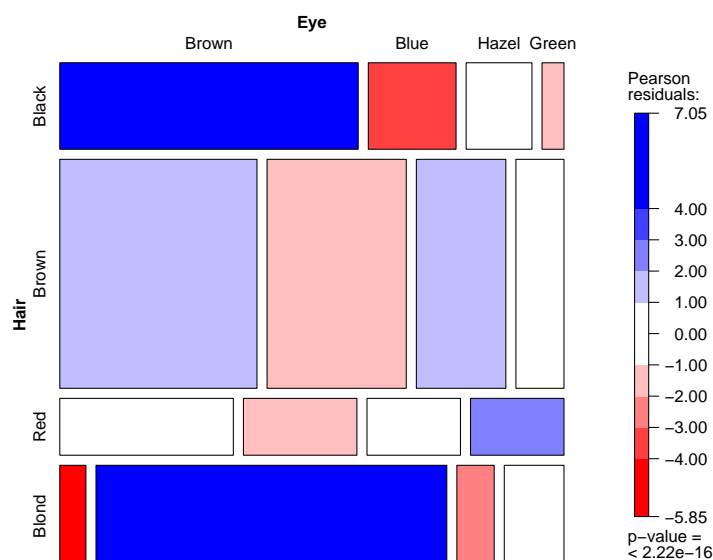 Eye
Brown Blue Hazel Green
Hair
Black
Brown
Red
Blond
Pearson
residuals:
7.05
4.00
3.00
2.00
1.00
0.00
−1.00
−2.00
−3.00
−4.00
−5.85
p−value =
< 2.22e−16